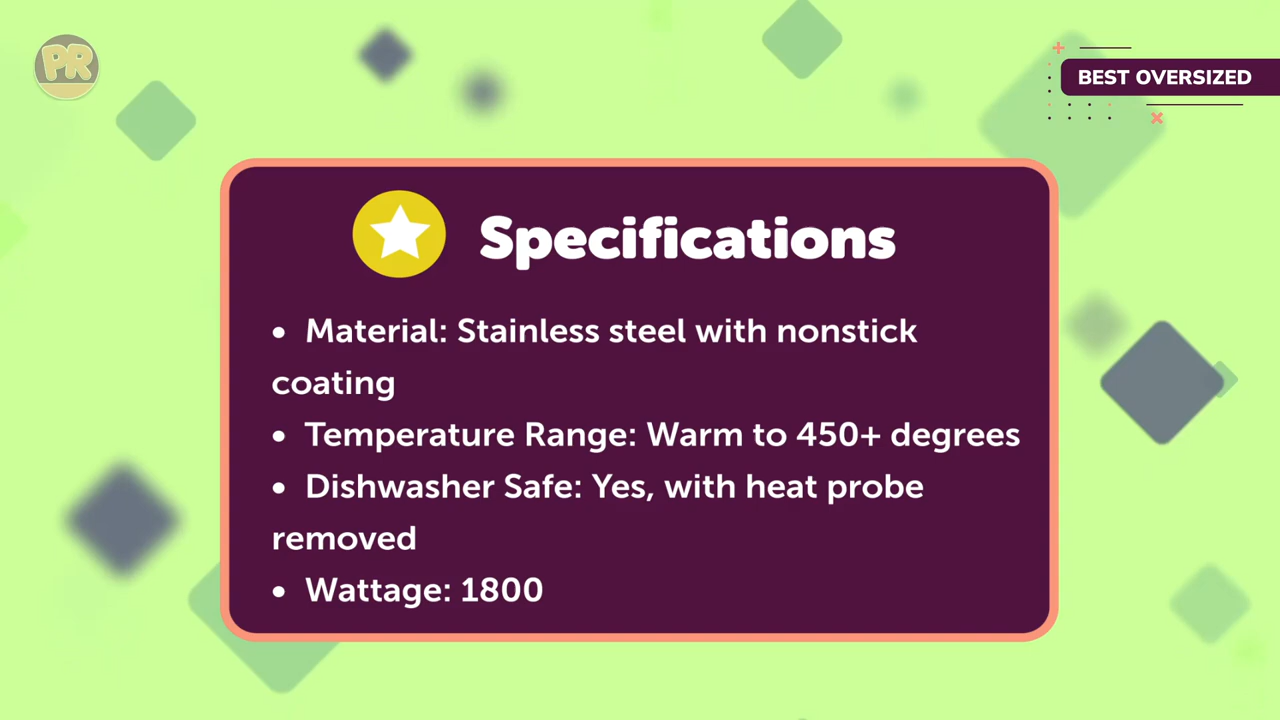 PR
BEST OVERSIZED
Specifications
• Material: Stainless steel with nonstick
coating
• Temperature Range: Warm to 450+ degrees
• Dishwasher Safe: Yes, with heat probe
removed
• Wattage: 1800